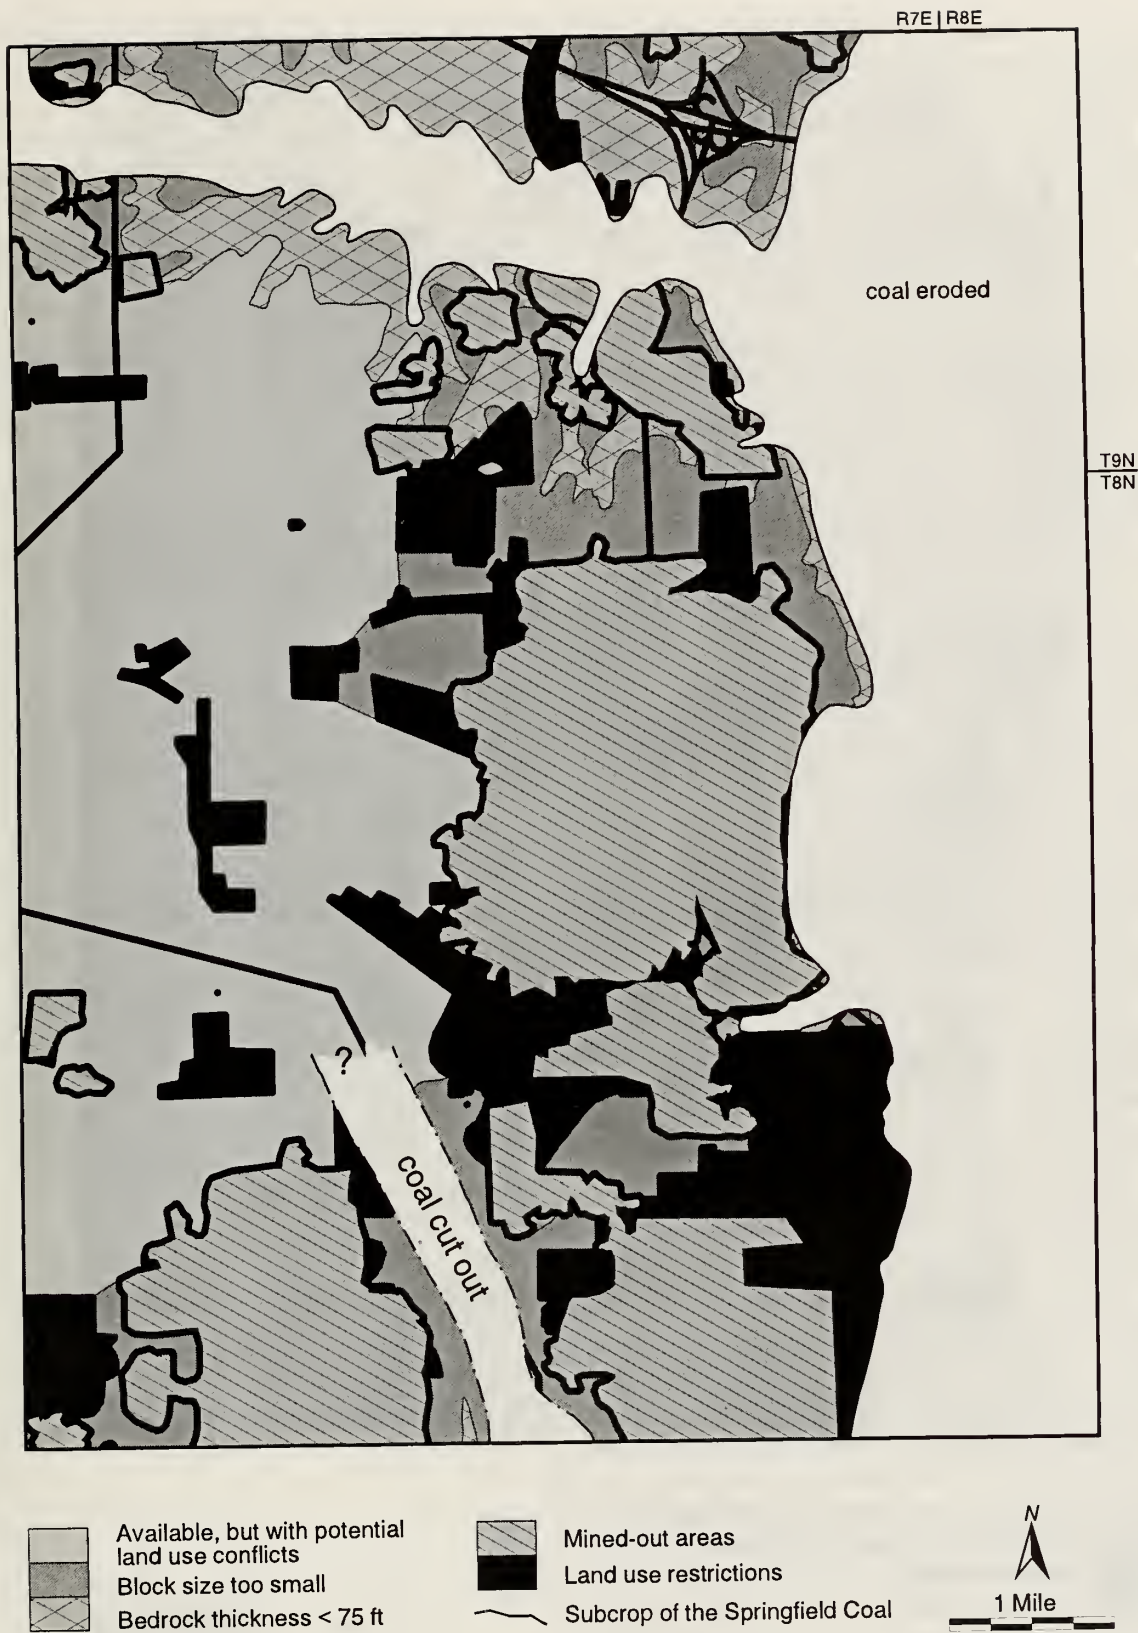 R7E | R8E
coal eroded
T9N
T8N
?
coal cut out
Available, but with potential
land use conflicts
Block size too small
Bedrock thickness < 75 ft
Mined-out areas
Land use restrictions
Subcrop of the Springfield Coal
N
1 Mile